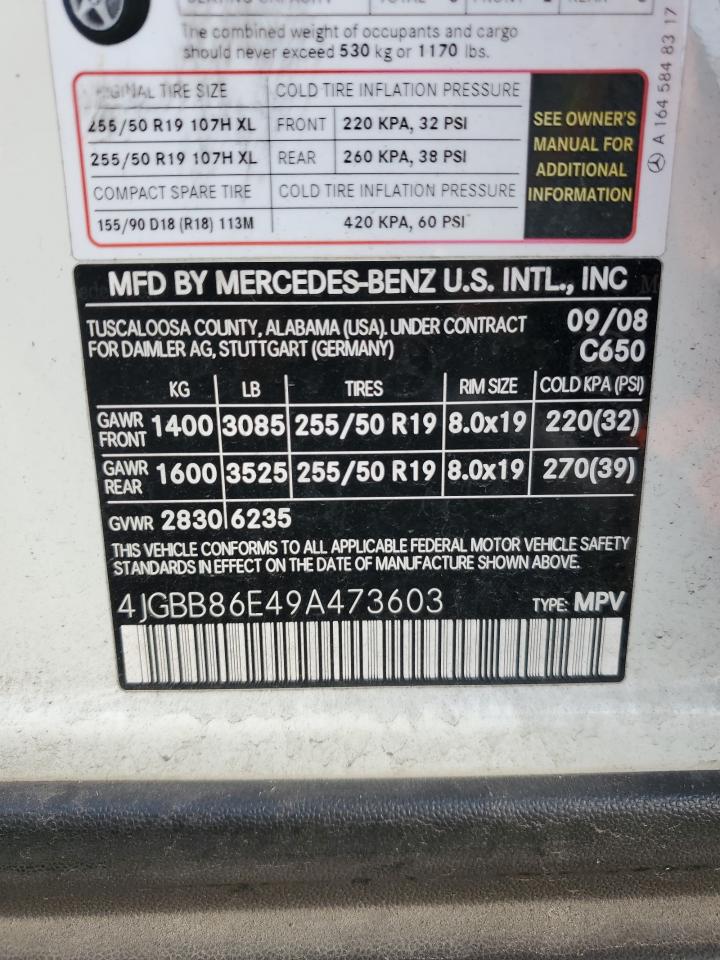 The combined weight of occupants and cargo
should never exceed 530 kg or 1170 lbs.
TIRE SIZE COLD TIRE INFLATION PRESSURE
255/50 R19 107H XL FRONT 220 KPA, 32 PSI
255/50 R19 107H XL REAR 260 KPA, 38 PSI
COMPACT SPARE TIRE COLD TIRE INFLATION PRESSURE
155/90 D18 (R18) 113M 420 KPA, 60 PSI
SEE OWNER'S
MANUAL FOR
ADDITIONAL
INFORMATION
A 164 584 83 17
MFD BY MERCEDES-BENZ U.S. INTL., INC
TUSCALOOSA COUNTY, ALABAMA (USA). UNDER CONTRACT 09/08
FOR DAIMLER AG, STUTTGART (GERMANY) C650
KG LB TIRES RIM SIZE COLD KPA (PSI)
GAWR FRONT 1400 3085 255/50 R19 8.0x19 220(32)
GAWR REAR 1600 3525 255/50 R19 8.0x19 270(39)
GVWR 2830 6235
THIS VEHICLE CONFORMS TO ALL APPLICABLE FEDERAL MOTOR VEHICLE SAFETY
STANDARDS IN EFFECT ON THE DATE OF MANUFACTURE SHOWN ABOVE.
4JGBB86E49A473603 TYPE: MPV